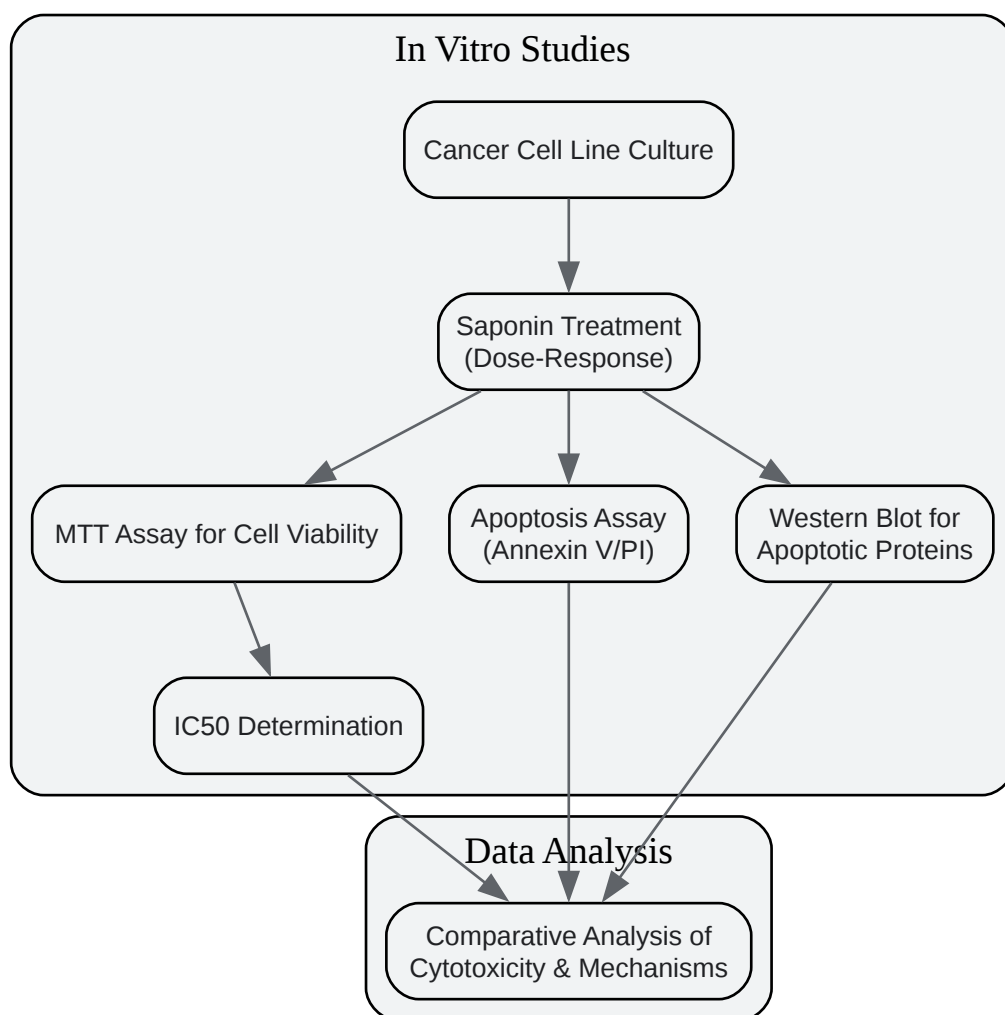 In Vitro Studies
Cancer Cell Line Culture
Saponin Treatment
(Dose-Response)
MTT Assay for Cell Viability
Apoptosis Assay
(Annexin V/PI)
Western Blot for
Apoptotic Proteins
IC50 Determination
Data Analysis
Comparative Analysis of
Cytotoxicity & Mechanisms